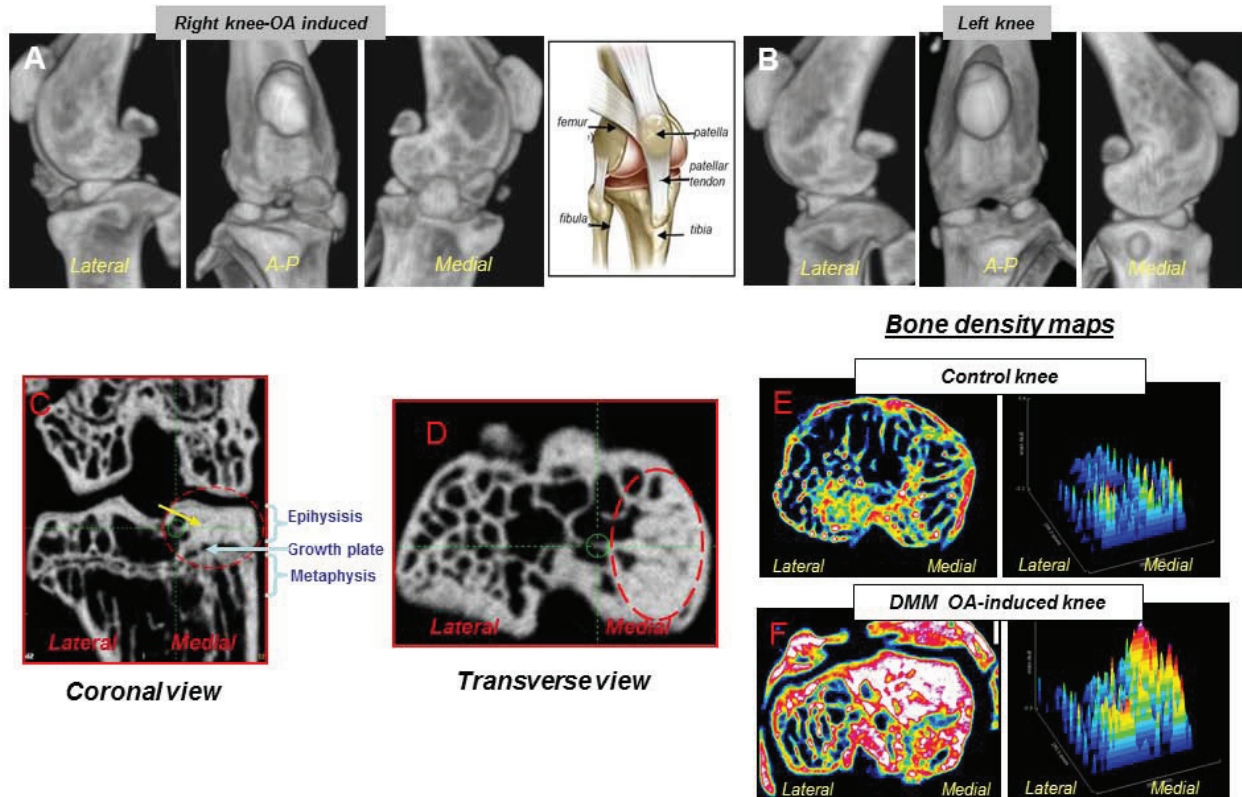 Right knee-OA induced
Left knee
A
Lateral
A-P
Medial
femur
patella
patellar
tendon
fibula
tibia
B
Lateral
A-P
Medial
Bone density maps
C
Epihysisis
Growth plate
Metaphysis
Lateral
Medial
Coronal view
D
Lateral
Medial
Transverse view
Control knee
E
Lateral
Medial
Lateral
Medial
DMM OA-induced knee
F
Lateral
Medial
Lateral
Medial